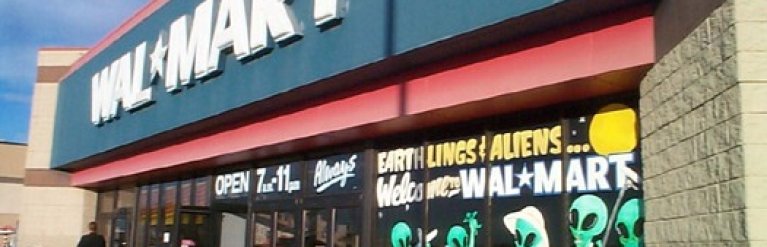 WAL★MART
OPEN 7am-11pm Always
EARTHLINGS & ALIENS...
Welcome to WAL★MART